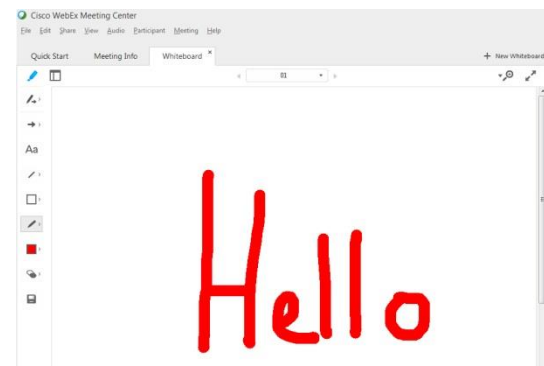 Cisco WebEx Meeting Center
File Edit Share View Audio Participant Meeting Help
Quick Start Meeting Info Whiteboard × + New Whiteboard
01
Aa
Hello